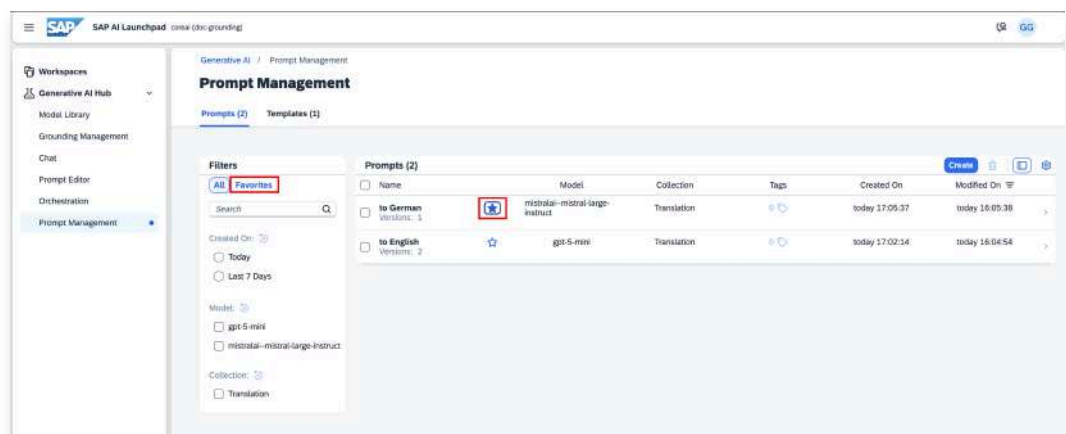 SAP
SAP AI Launchpad
GG
Workspaces
Generative AI Hub
Model Library
Grounding Management
Chat
Prompt Editor
Orchestration
Prompt Management
Generative AI / Prompt Management
Prompt Management
Prompts (2) Templates (1)
Filters
All Favorites
Search
Created On:
Today
Last 7 Days
Model:
gpt-5-mini
mistralai--mistral-large-instruct
Collection:
Translation
Prompts (2) Create
Name Model Collection Tags Created On Modified On
to German mistralai--mistral-large-instruct Translation 0 today 17:05:37 today 16:05:38
Versions: 1
to English gpt-5-mini Translation 0 today 17:02:14 today 16:04:54
Versions: 2